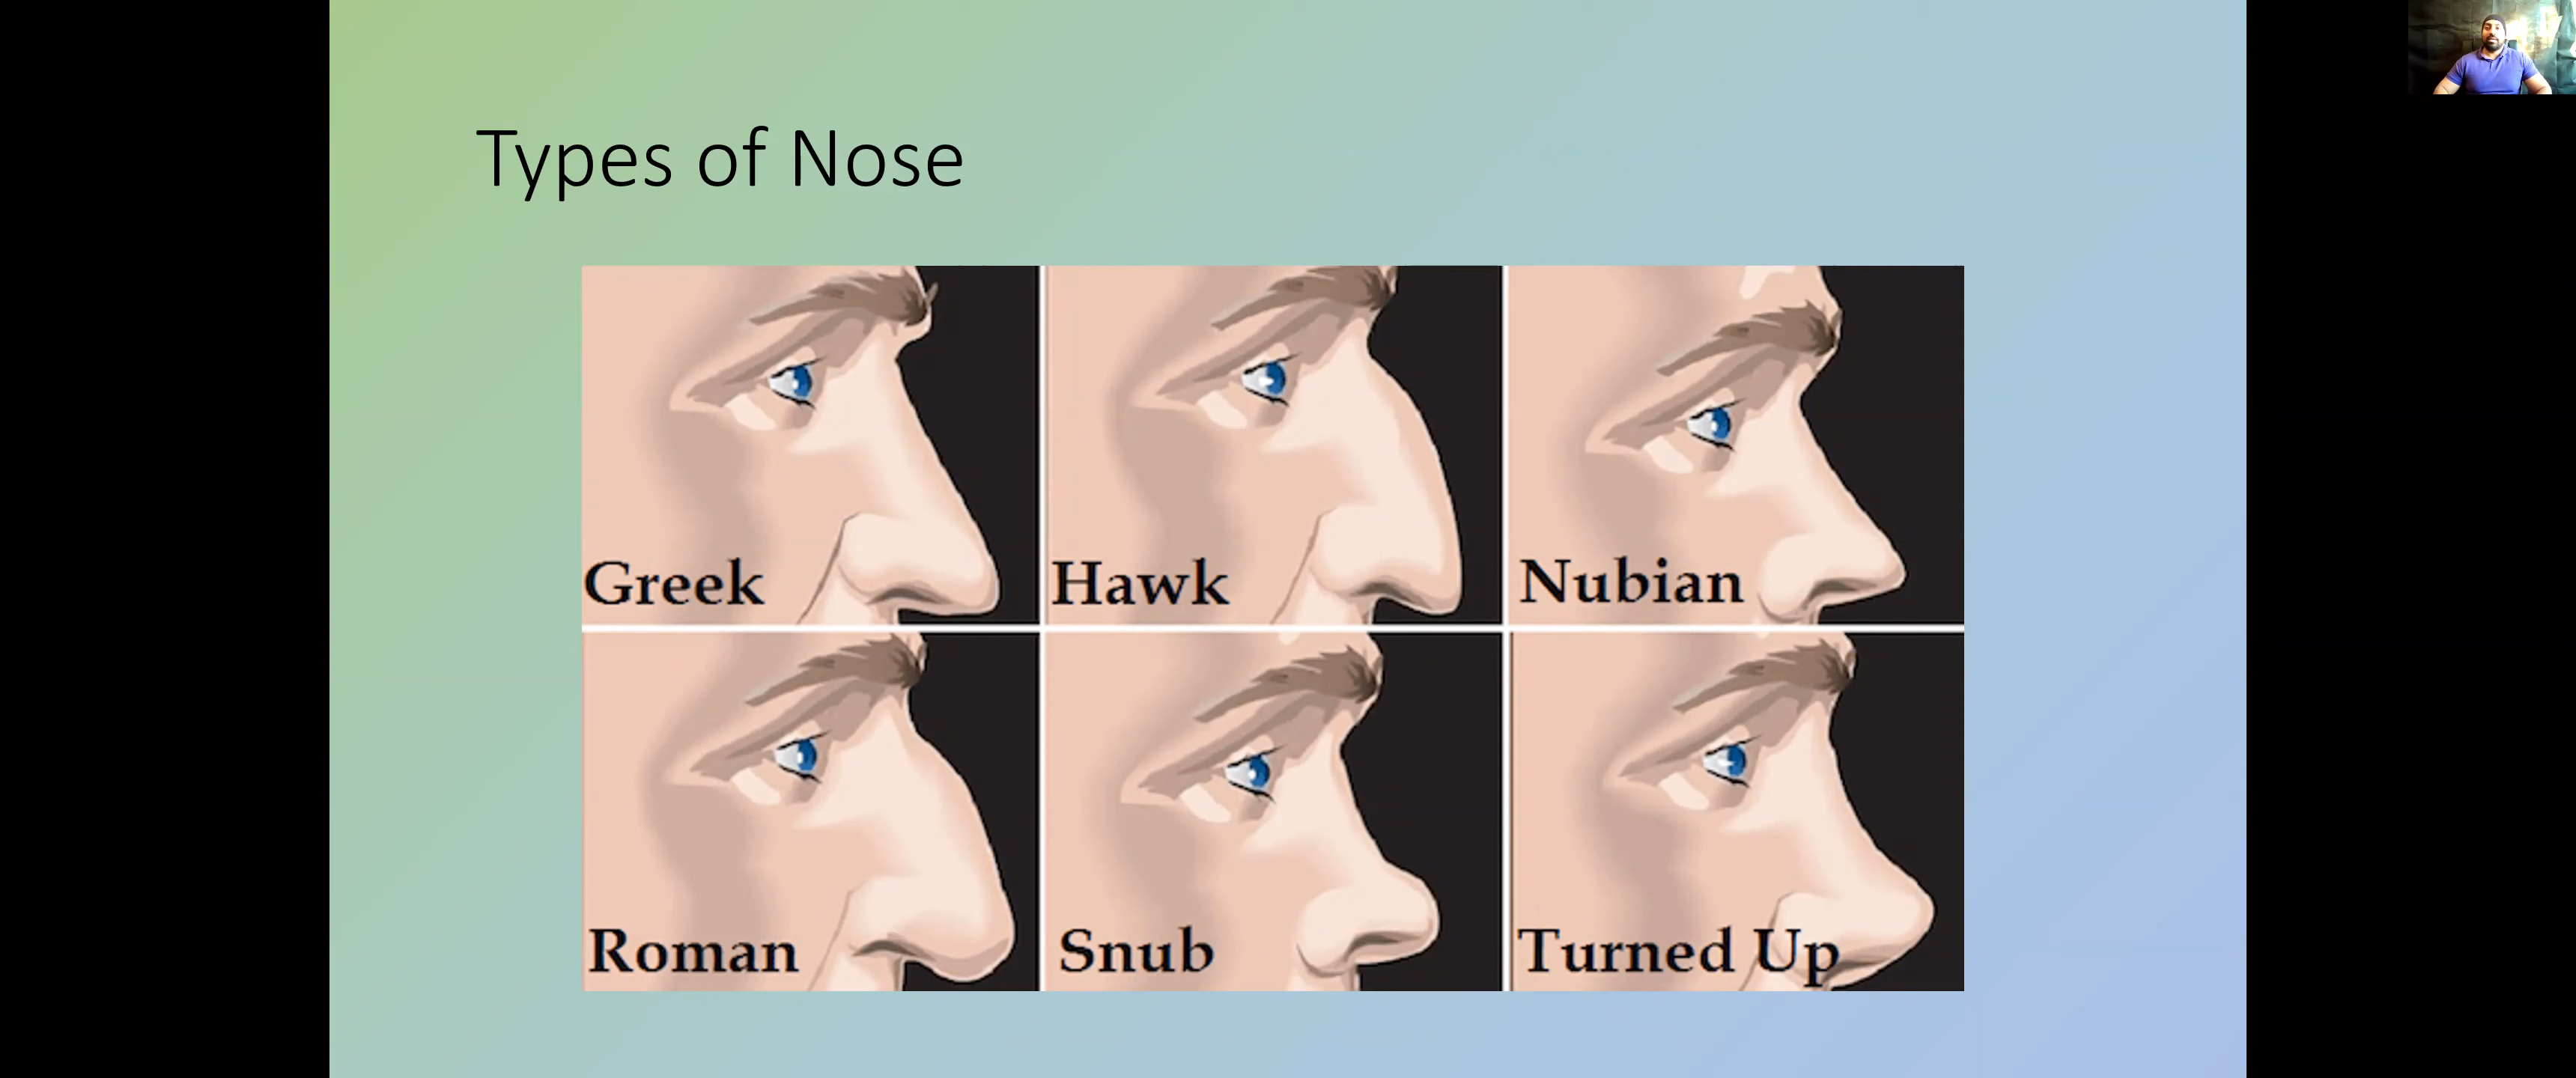 Types of Nose
Greek
Hawk
Nubian
Roman
Snub
Turned Up